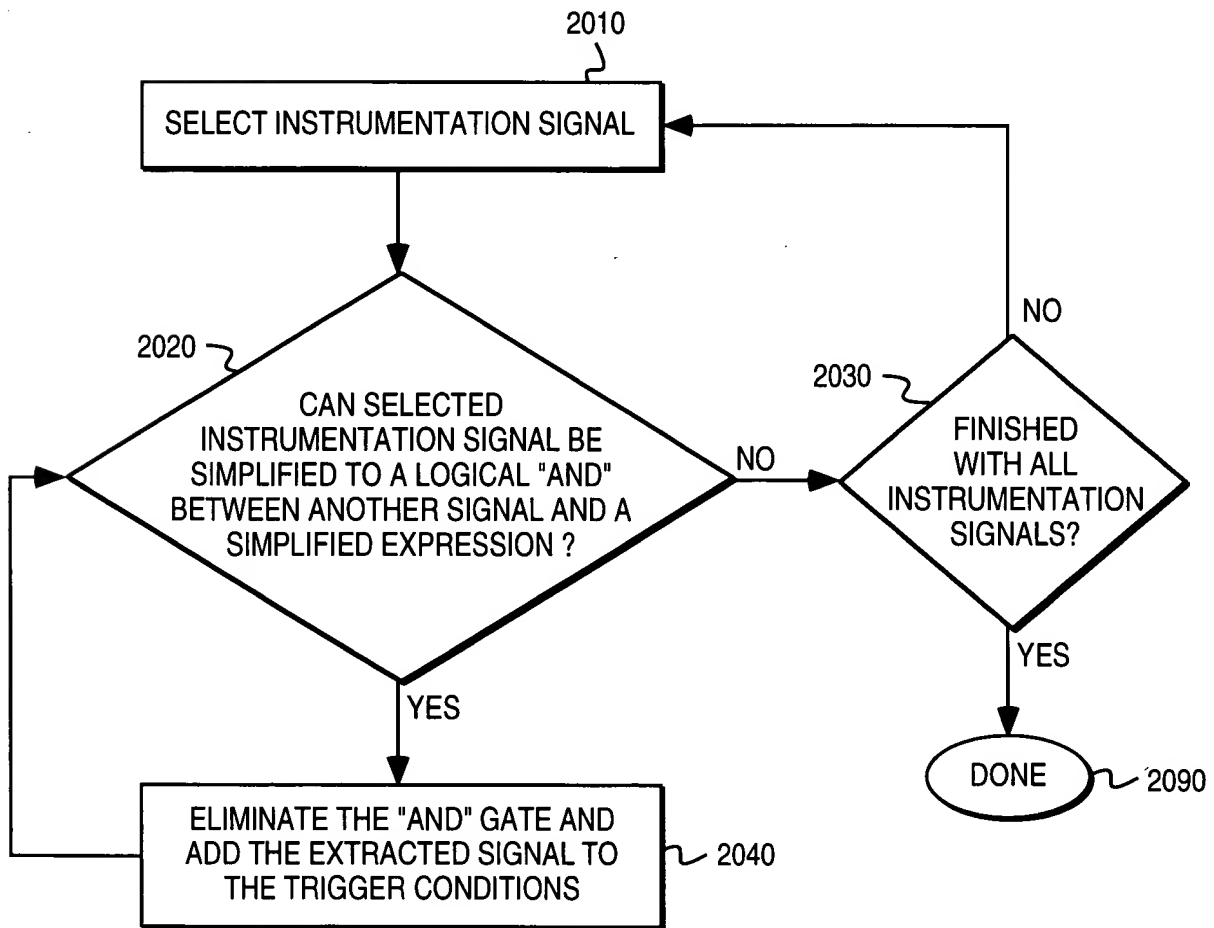 2010
SELECT INSTRUMENTATION SIGNAL
NO
2020
2030
CAN SELECTED
INSTRUMENTATION SIGNAL BE
SIMPLIFIED TO A LOGICAL "AND"
BETWEEN ANOTHER SIGNAL AND A
SIMPLIFIED EXPRESSION ?
NO
FINISHED
WITH ALL
INSTRUMENTATION
SIGNALS?
YES
YES
DONE
2090
ELIMINATE THE "AND" GATE AND
ADD THE EXTRACTED SIGNAL TO
THE TRIGGER CONDITIONS
2040